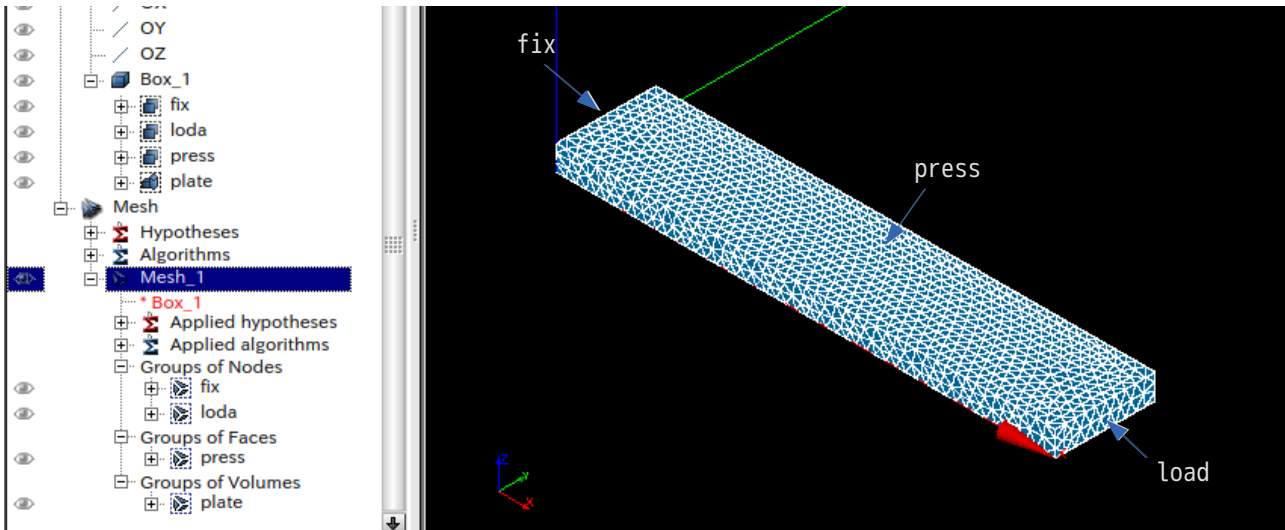 OX
OY
OZ
Box_1
fix
loda
press
plate
Mesh
Hypotheses
Algorithms
Mesh_1
* Box_1
Applied hypotheses
Applied algorithms
Groups of Nodes
fix
loda
Groups of Faces
press
Groups of Volumes
plate
fix
press
load
Z
Y
X
X